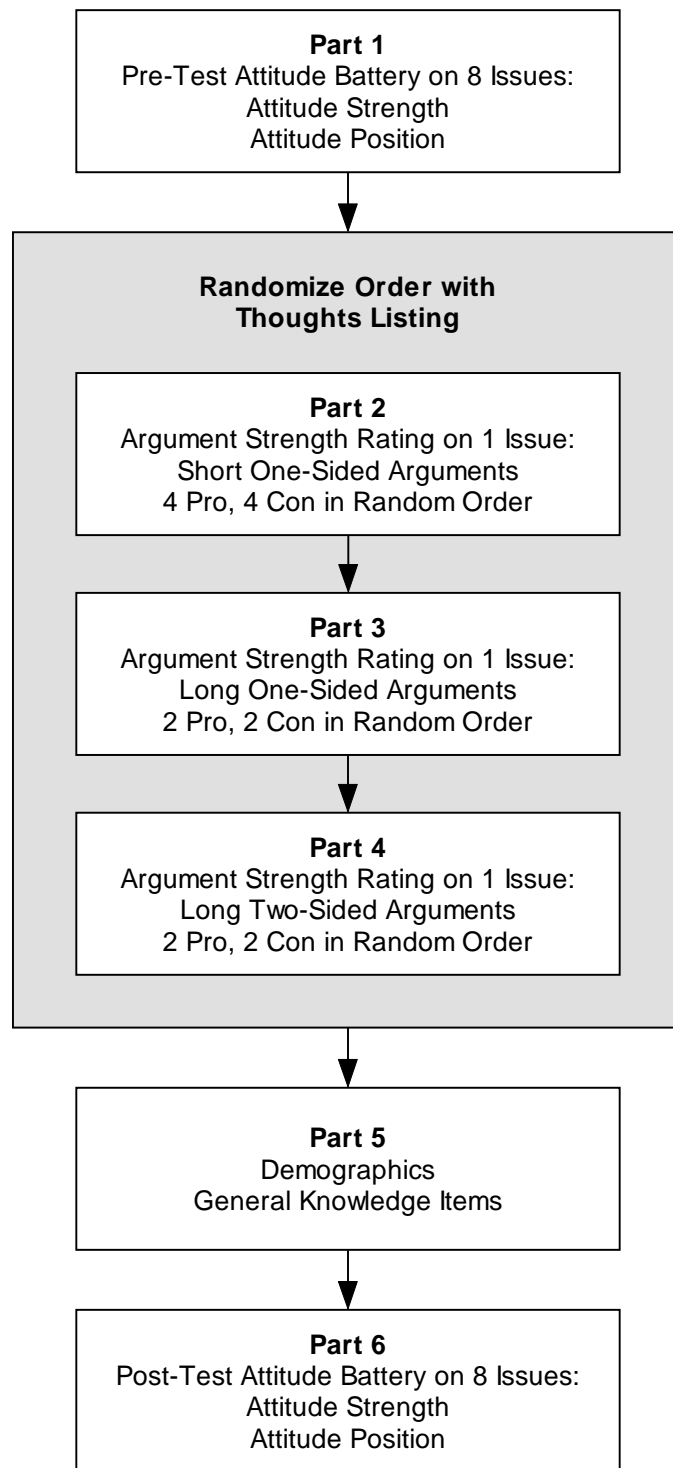 Part 1
Pre-Test Attitude Battery on 8 Issues:
Attitude Strength
Attitude Position
Randomize Order with
Thoughts Listing
Part 2
Argument Strength Rating on 1 Issue:
Short One-Sided Arguments
4 Pro, 4 Con in Random Order
Part 3
Argument Strength Rating on 1 Issue:
Long One-Sided Arguments
2 Pro, 2 Con in Random Order
Part 4
Argument Strength Rating on 1 Issue:
Long Two-Sided Arguments
2 Pro, 2 Con in Random Order
Part 5
Demographics
General Knowledge Items
Part 6
Post-Test Attitude Battery on 8 Issues:
Attitude Strength
Attitude Position